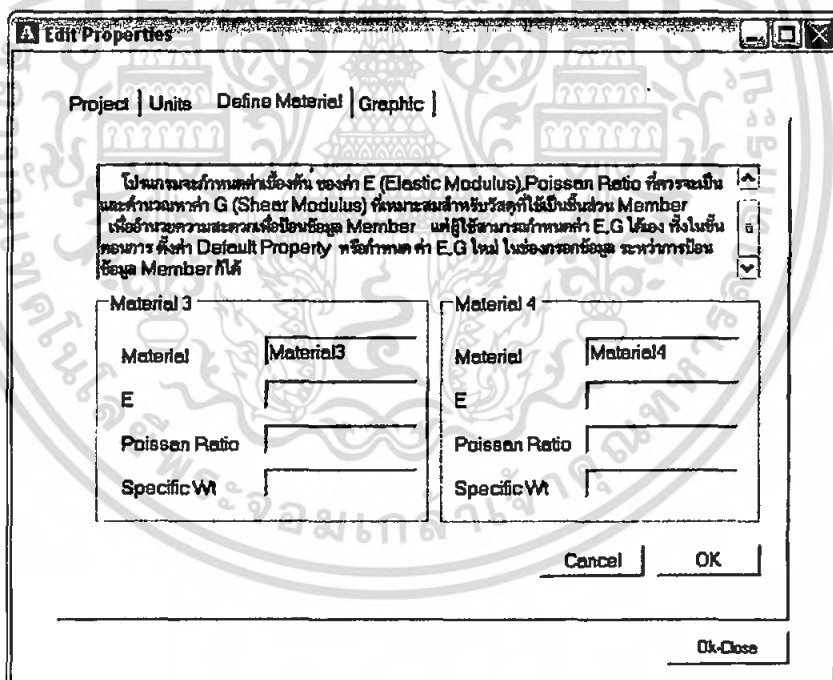 Edit Properties
Project Units Define Material Graphic
โปรแกรมจะกำหนดค่าเบื้องต้น ของค่า E (Elastic Modulus),Poissan Ratio ที่ควรจะเป็น
และคำนวณหาค่า G (Shear Modulus) ที่เหมาะสมสำหรับวัสดุที่ใช้เป็นชิ้นส่วน Member
เพื่ออำนวยความสะดวกเพื่อป้อนข้อมูล Member แต่ผู้ใช้สามารถกำหนดค่า E,G ได้เอง ทั้งในขั้น
ตอนการ ตั้งค่า Default Property หรือกำหนด ค่า E,G ใหม่ ในช่องกรอกข้อมูล ระหว่างการป้อน
ข้อมูล Member ก็ได้
Material 3
Material Material3
E
Poissan Ratio
Specific Wt
Material 4
Material Material4
E
Poissan Ratio
Specific Wt
Cancel OK
Ok-Close